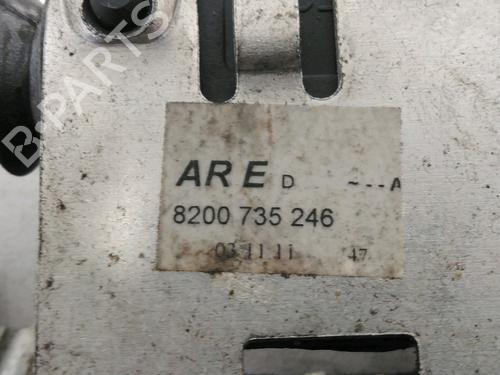 B-PARTS
ARE D ~--A
8200 735 246
03 11 11 47